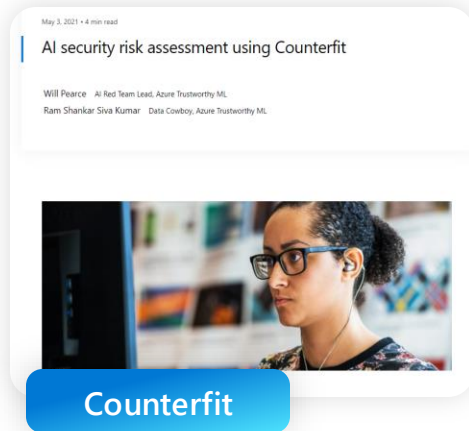 May 3, 2021 • 4 min read
AI security risk assessment using Counterfit
Will Pearce AI Red Team Lead, Azure Trustworthy ML
Ram Shankar Siva Kumar Data Cowboy, Azure Trustworthy ML
Counterfit